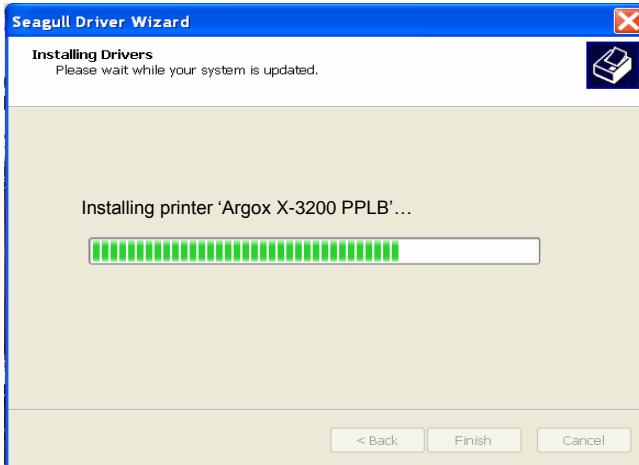 Seagull Driver Wizard
Installing Drivers
Please wait while your system is updated.
Installing printer ‘Argox X-3200 PPLB’…
< Back Finish Cancel